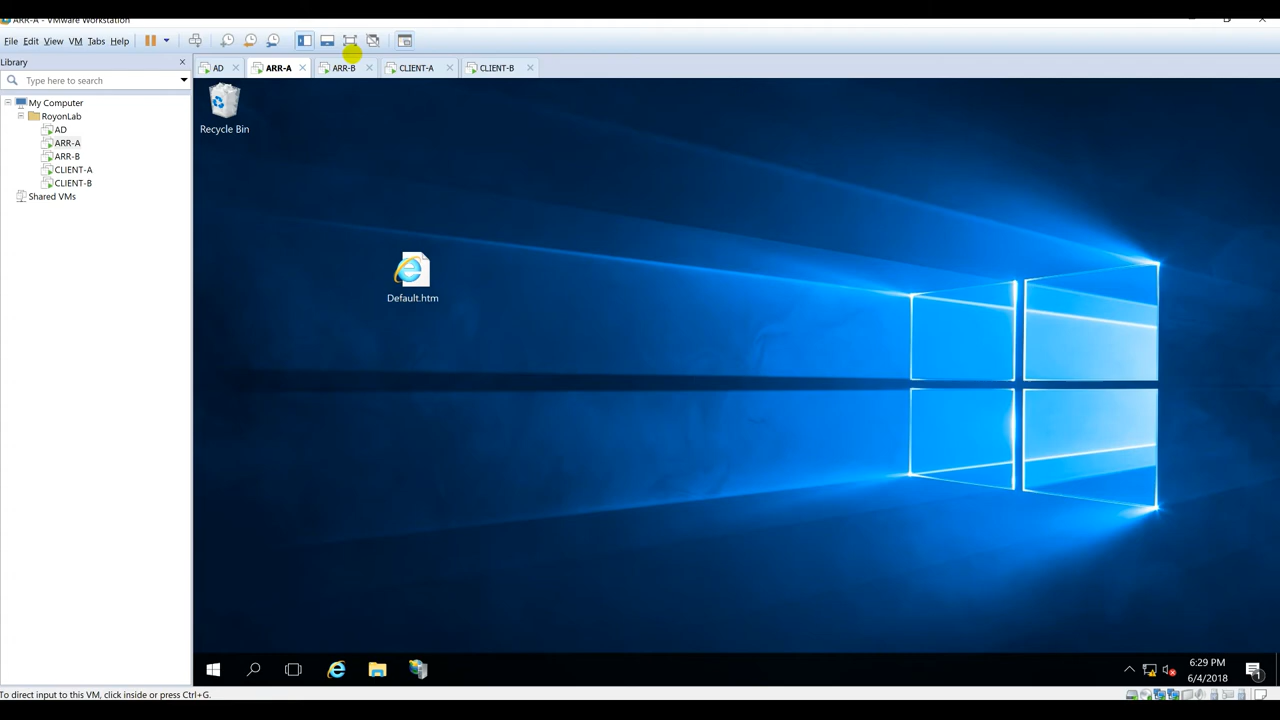 ARR-A - VMware Workstation
File Edit View VM Tabs Help
Library
Type here to search
My Computer
RoyonLab
AD
ARR-A
ARR-B
CLIENT-A
CLIENT-B
Shared VMs
AD ARR-A ARR-B CLIENT-A CLIENT-B
Recycle Bin
Default.htm
6:29 PM
6/4/2018
1
To direct input to this VM, click inside or press Ctrl+G.